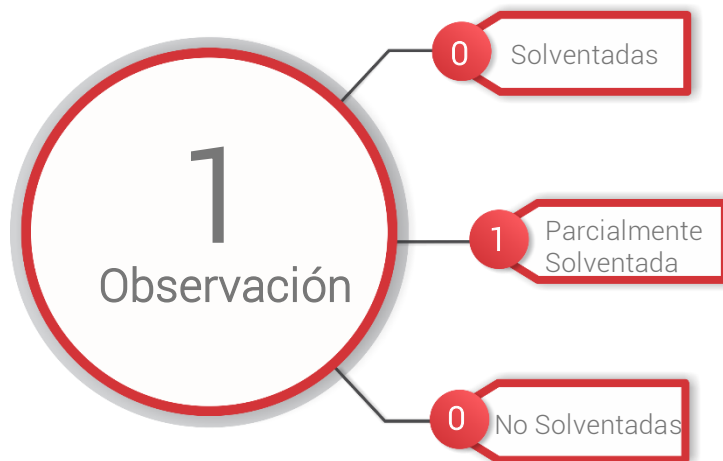 1
Observación
0
Solventadas
1
Parcialmente
Solventada
0
No Solventadas